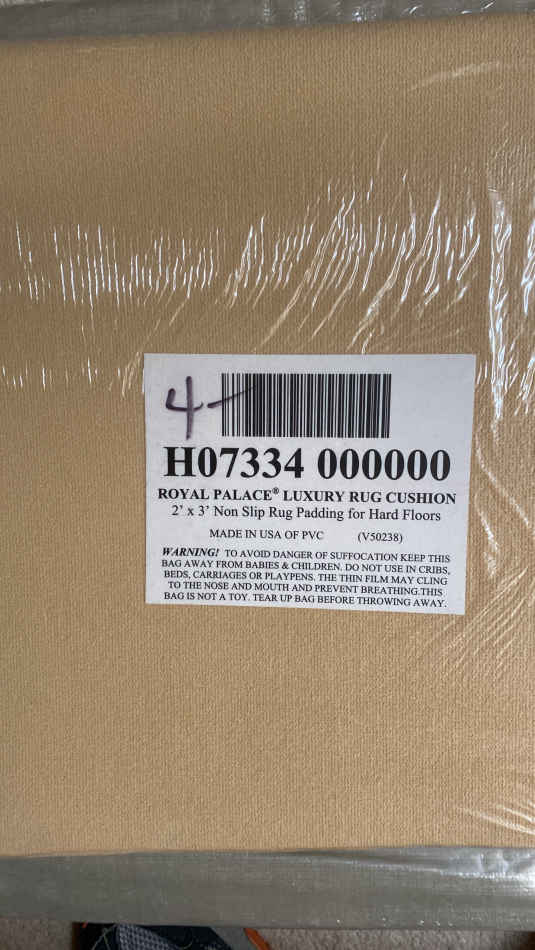 4-
H07334 000000
ROYAL PALACE® LUXURY RUG CUSHION
2' x 3' Non Slip Rug Padding for Hard Floors
MADE IN USA OF PVC (V50238)
WARNING! TO AVOID DANGER OF SUFFOCATION KEEP THIS
BAG AWAY FROM BABIES & CHILDREN. DO NOT USE IN CRIBS,
BEDS, CARRIAGES OR PLAYPENS. THE THIN FILM MAY CLING
TO THE NOSE AND MOUTH AND PREVENT BREATHING.THIS
BAG IS NOT A TOY. TEAR UP BAG BEFORE THROWING AWAY.